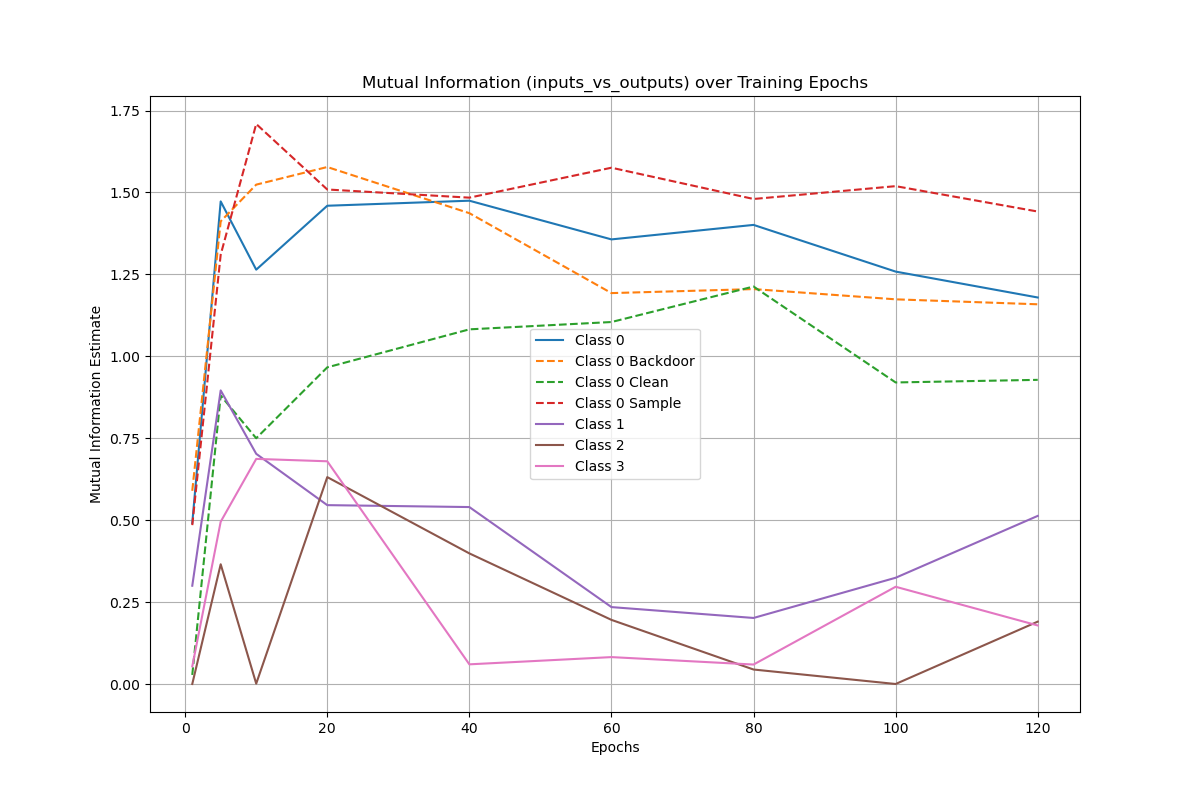 Mutual Information (inputs_vs_outputs) over Training Epochs
Mutual Information Estimate
1.75
1.50
1.25
1.00
0.75
0.50
0.25
0.00
Class 0
Class 0 Backdoor
Class 0 Clean
Class 0 Sample
Class 1
Class 2
Class 3
0 20 40 60 80 100 120
Epochs